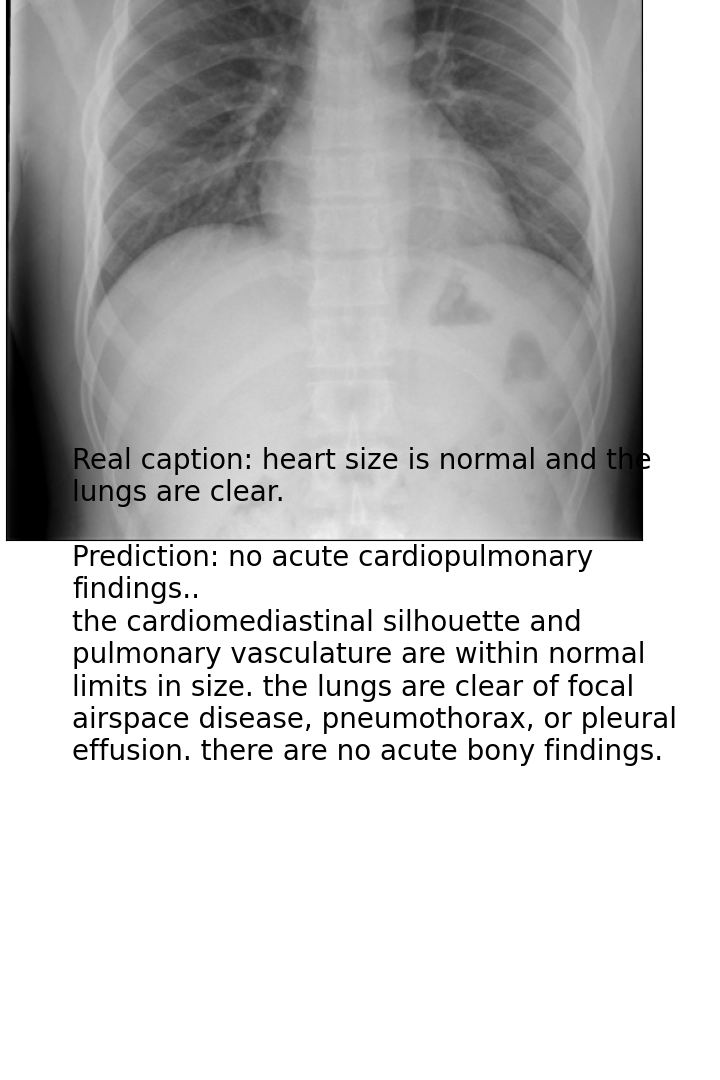 Real caption: heart size is normal and the
lungs are clear.
Prediction: no acute cardiopulmonary
findings..
the cardiomediastinal silhouette and
pulmonary vasculature are within normal
limits in size. the lungs are clear of focal
airspace disease, pneumothorax, or pleural
effusion. there are no acute bony findings.